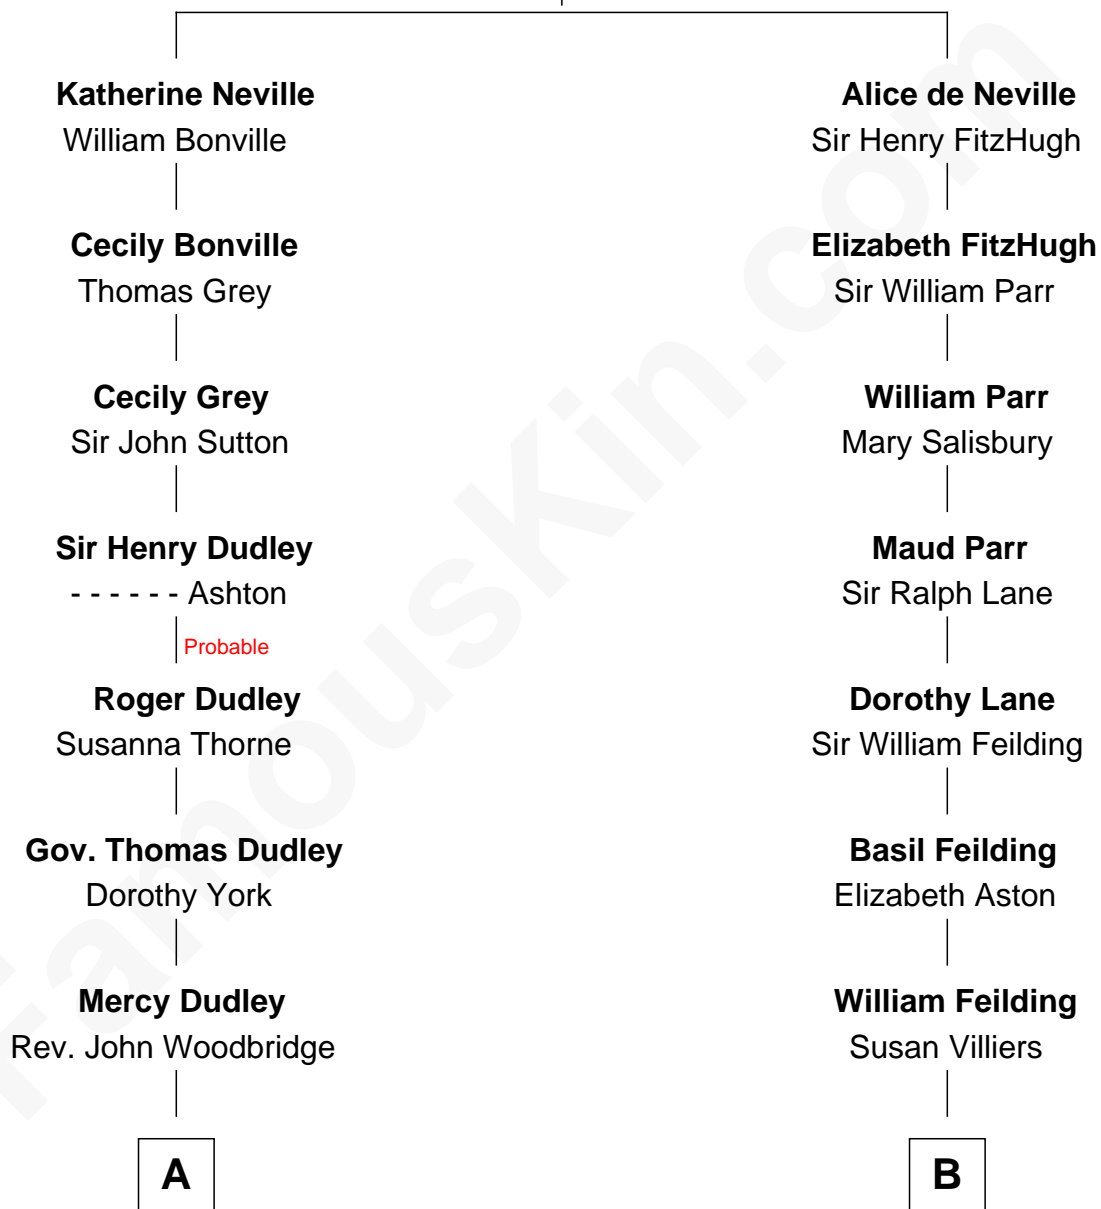 Katherine Neville
William Bonville
Cecily Bonville
Thomas Grey
Cecily Grey
Sir John Sutton
Sir Henry Dudley
- - - - - - Ashton
Probable
Roger Dudley
Susanna Thorne
Gov. Thomas Dudley
Dorothy York
Mercy Dudley
Rev. John Woodbridge
A
Alice de Neville
Sir Henry FitzHugh
Elizabeth FitzHugh
Sir William Parr
William Parr
Mary Salisbury
Maud Parr
Sir Ralph Lane
Dorothy Lane
Sir William Feilding
Basil Feilding
Elizabeth Aston
William Feilding
Susan Villiers
B
FamousKin.com